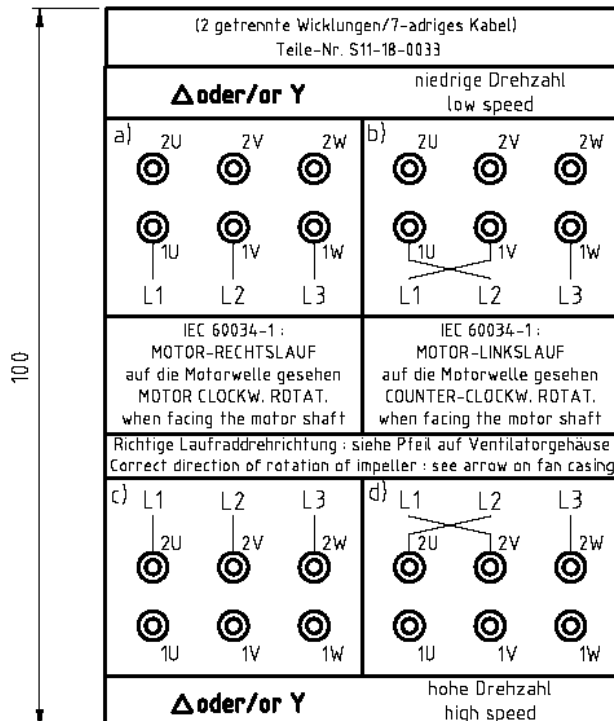 (2 getrennte Wicklungen/7-adriges Kabel)
Teile-Nr. S11-18-0033
Δ oder/or Y
niedrige Drehzahl
low speed
a) 2U 2V 2W
1U 1V 1W
L1 L2 L3
b) 2U 2V 2W
1U 1V 1W
L1 L2 L3
IEC 60034-1 :
MOTOR-RECHTSLAUF
auf die Motorwelle gesehen
MOTOR CLOCKW. ROTAT.
when facing the motor shaft
IEC 60034-1 :
MOTOR-LINKSLAUF
auf die Motorwelle gesehen
COUNTER-CLOCKW. ROTAT.
when facing the motor shaft
Richtige Laufraddrehrichtung : siehe Pfeil auf Ventilatorgehäuse
Correct direction of rotation of impeller : see arrow on fan casing
c) L1 L2 L3
2U 2V 2W
1U 1V 1W
d) L1 L2 L3
2U 2V 2W
1U 1V 1W
Δ oder/or Y
hohe Drehzahl
high speed
100